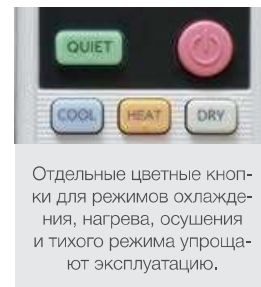 QUIET
COOL HEAT DRY
Отдельные цветные кноп-
ки для режимов охлажде-
ния, нагрева, осушения
и тихого режима упроща-
ют эксплуатацию.